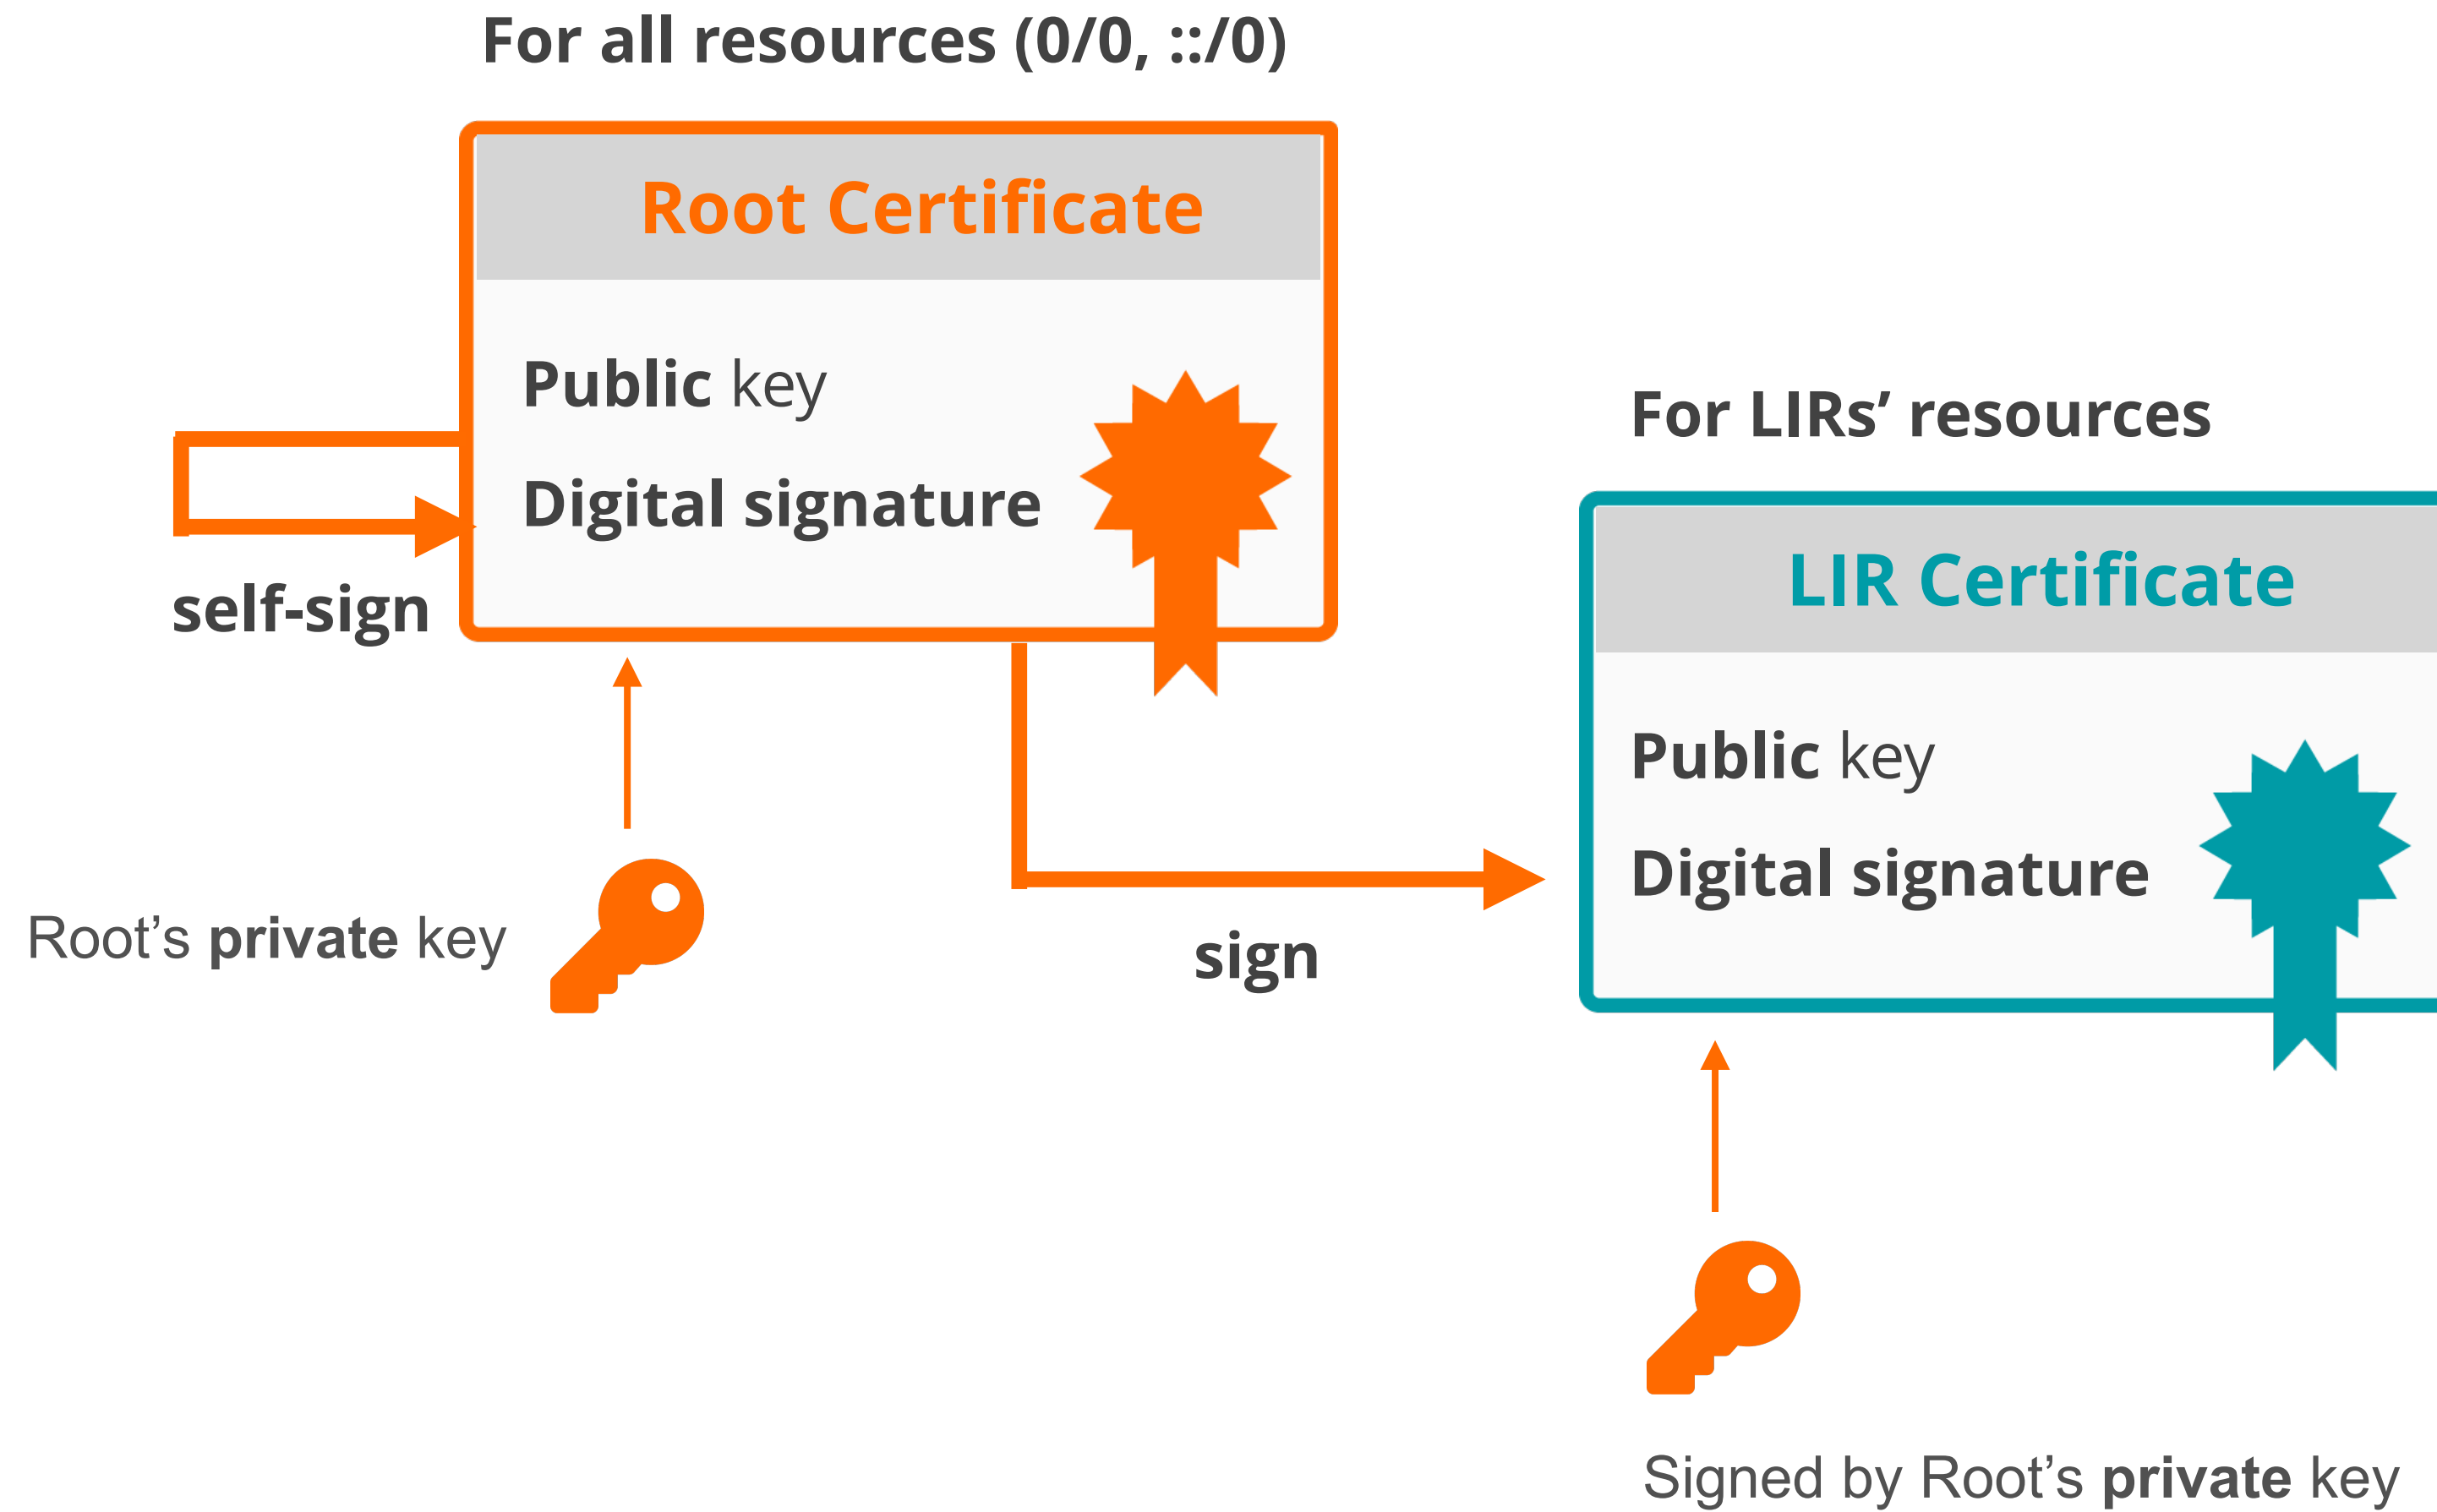 For all resources (0/0, ::/0)
Root Certificate
Public key
Digital signature
self-sign
Root’s private key
sign
For LIRs’ resources
LIR Certificate
Public key
Digital signature
Signed by Root’s private key